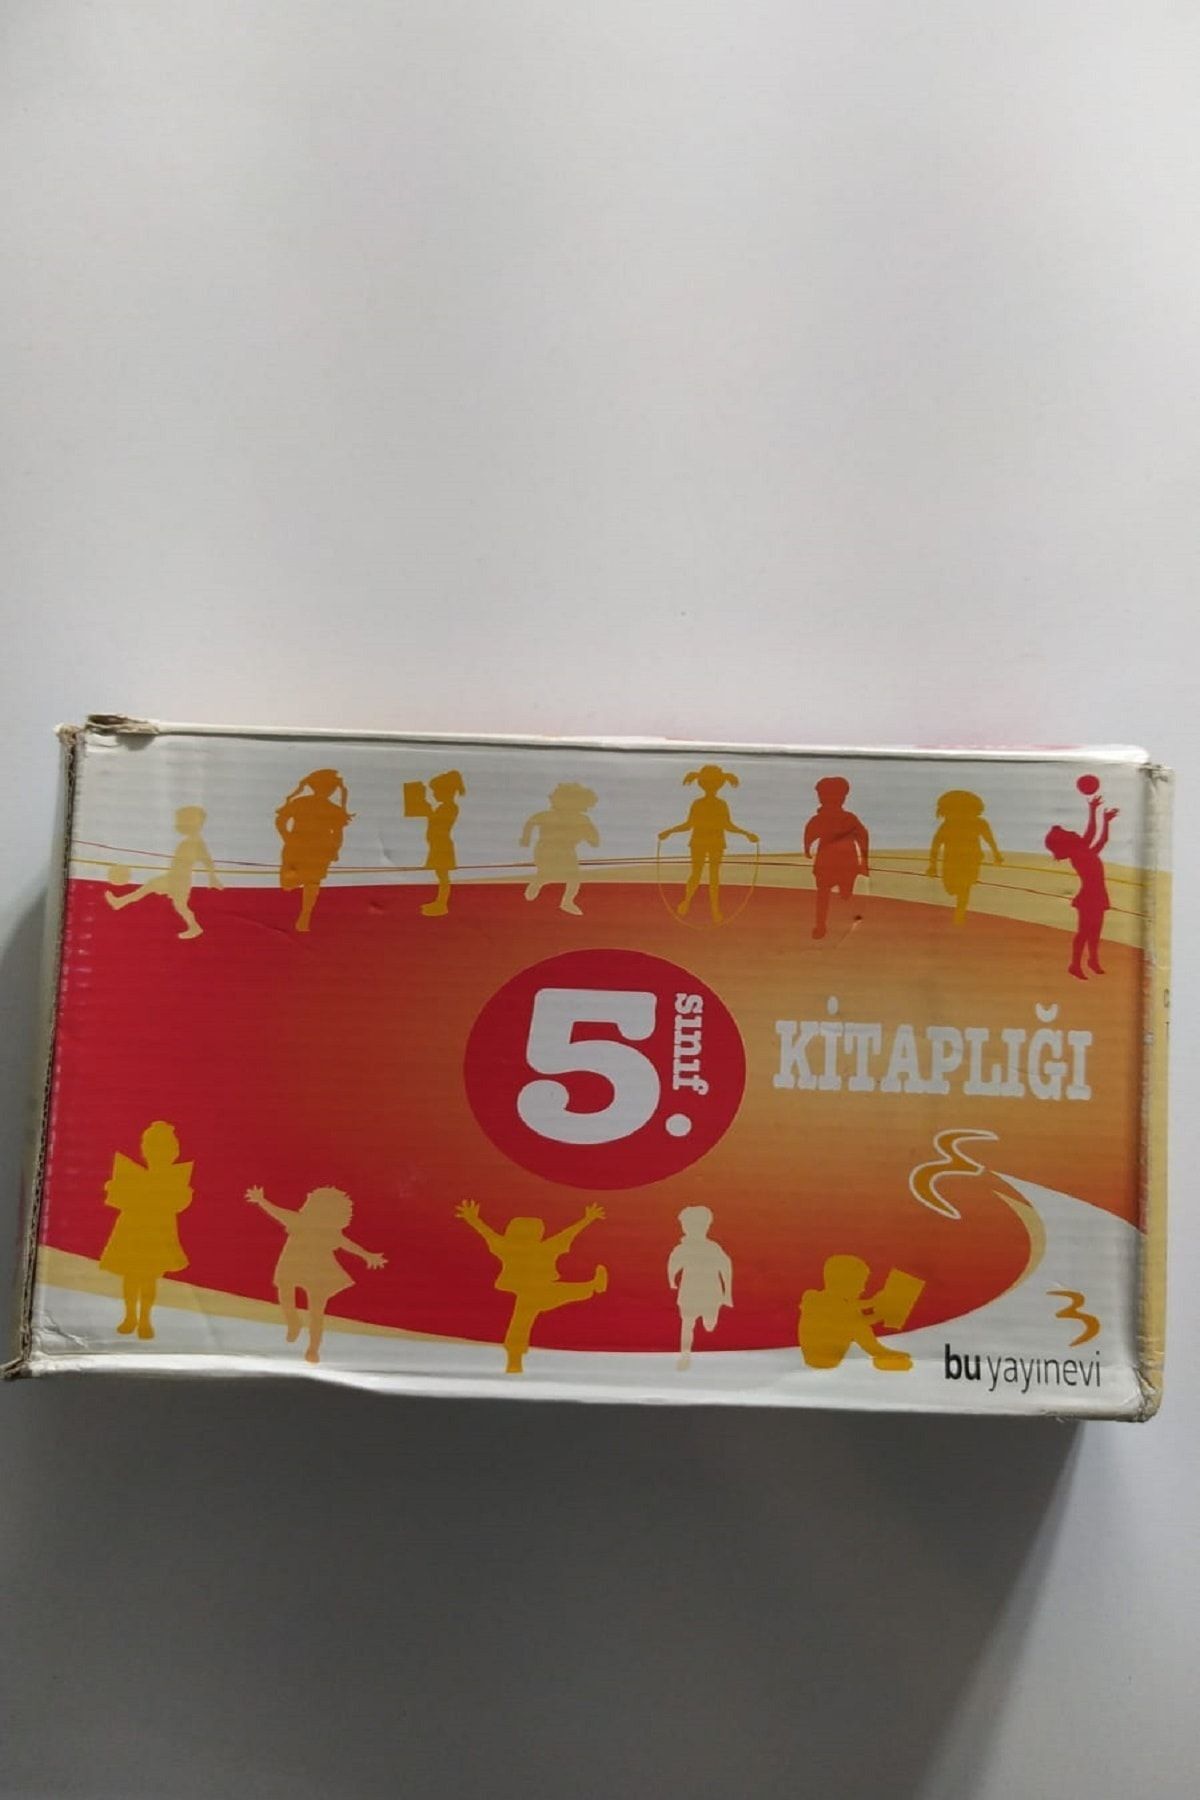 5. sınıf
KİTAPLIĞI
bu yayınevi